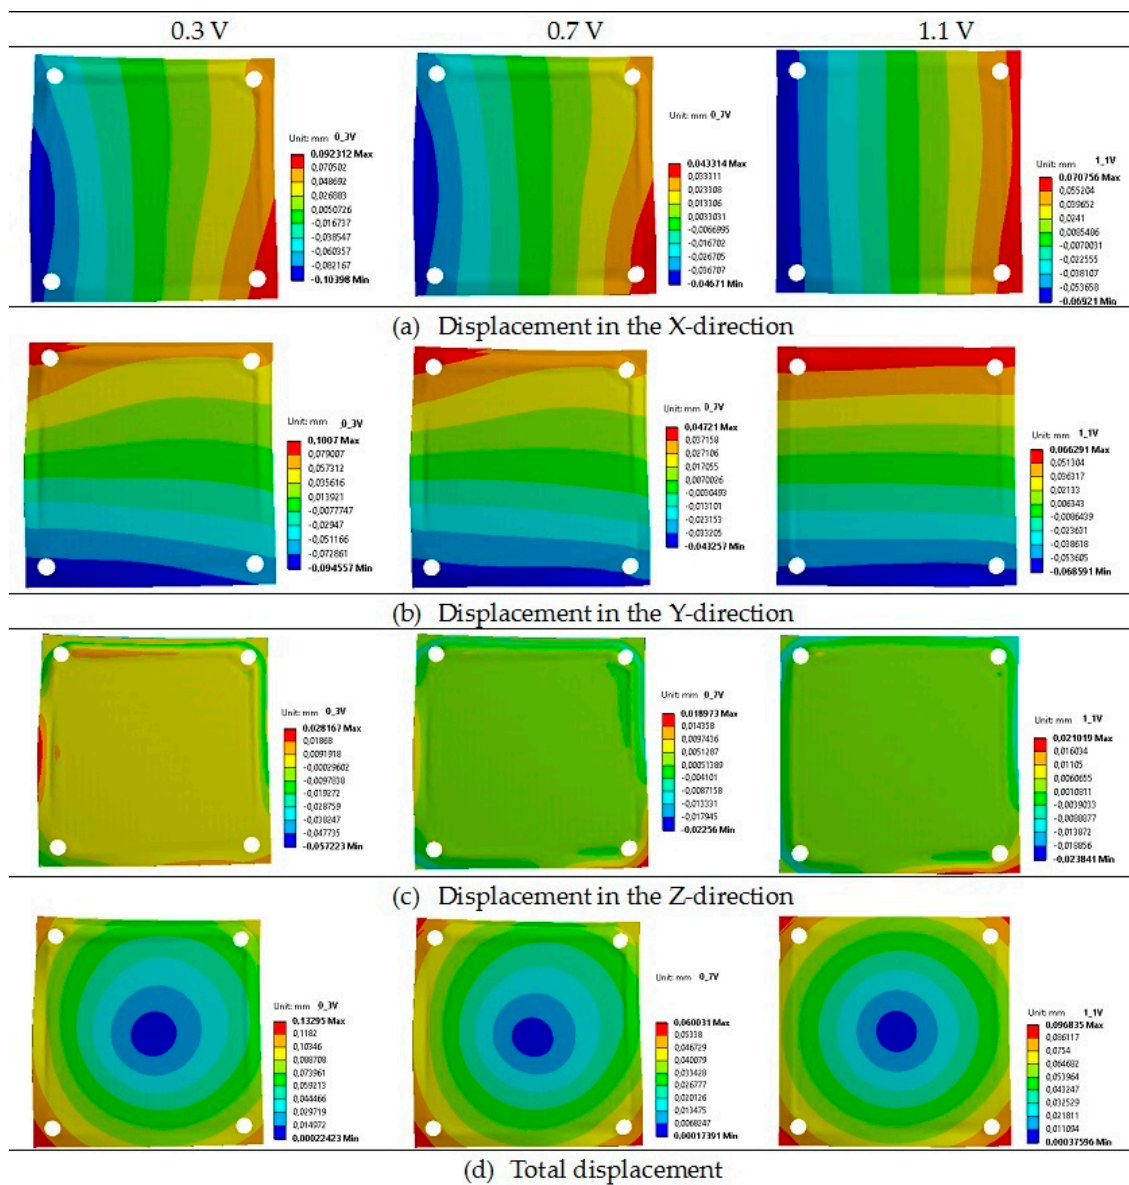 0.3 V 0.7 V 1.1 V
Unit: mm 0_3V
0,092312 Max
0,070502
0,048692
0,026883
0,0050726
-0,016737
-0,038547
-0,060357
-0,082167
-0,10398 Min
Unit: mm 0_7V
0,043314 Max
0,033311
0,023308
0,013306
0,0033031
-0,0066995
-0,016702
-0,026705
-0,036707
-0,04671 Min
Unit: mm 1_1V
0,070756 Max
0,055204
0,039652
0,0241
0,0085486
-0,0070031
-0,022555
-0,038107
-0,053658
-0,06921 Min
(a) Displacement in the X-direction
Unit: mm 0_3V
0,1007 Max
0,079007
0,057312
0,035616
0,013921
-0,0077747
-0,02947
-0,051166
-0,072861
-0,094557 Min
Unit: mm 0_7V
0,04721 Max
0,037158
0,027106
0,017055
0,0070026
-0,0030493
-0,013101
-0,023153
-0,033205
-0,043257 Min
Unit: mm 1_1V
0,066291 Max
0,051304
0,036317
0,02133
0,006343
-0,0086439
-0,023631
-0,038618
-0,053605
-0,068591 Min
(b) Displacement in the Y-direction
Unit: mm 0_3V
0,028167 Max
0,01868
0,0091918
-0,00029602
-0,0097838
-0,019272
-0,028759
-0,038247
-0,047735
-0,057223 Min
Unit: mm 0_7V
0,018973 Max
0,014358
0,0097436
0,0051287
0,00051389
-0,004101
-0,0087158
-0,013331
-0,017945
-0,02256 Min
Unit: mm 1_1V
0,021019 Max
0,016034
0,01105
0,0060655
0,0010811
-0,0039033
-0,0088877
-0,013872
-0,018856
-0,023841 Min
(c) Displacement in the Z-direction
Unit: mm 0_3V
0,13295 Max
0,1182
0,10346
0,088708
0,073961
0,059213
0,044466
0,029719
0,014972
0,00022423 Min
Unit: mm 0_7V
0,060031 Max
0,05338
0,046729
0,040079
0,033428
0,026777
0,020126
0,013475
0,0068247
0,00017391 Min
Unit: mm 1_1V
0,096835 Max
0,086117
0,0754
0,064682
0,053964
0,043247
0,032529
0,021811
0,011094
0,00037596 Min
(d) Total displacement